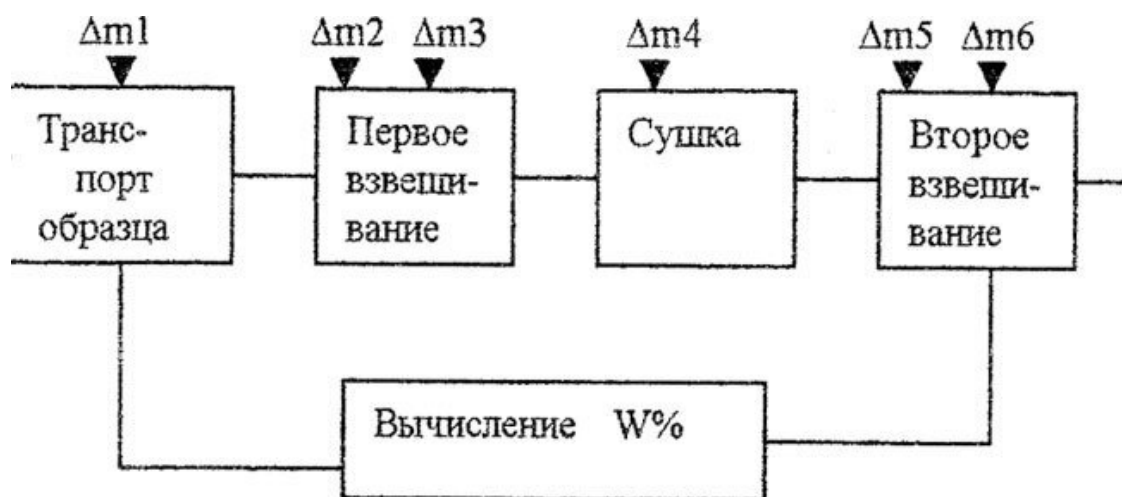 Δm1
Δm2 Δm3
Δm4
Δm5 Δm6
Транс-
порт
образца
Первое
взвеши-
вание
Сушка
Второе
взвеши-
вание
Вычисление W%